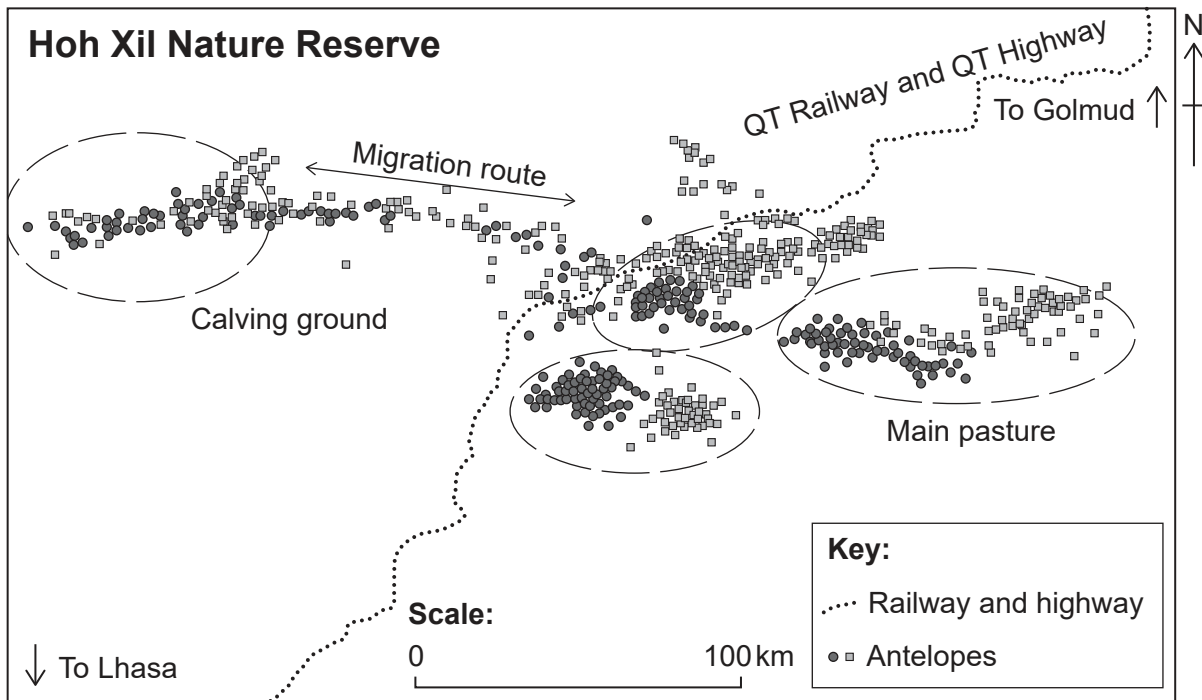 Hoh Xil Nature Reserve
N
QT Railway and QT Highway
To Golmud
Migration route
Calving ground
Main pasture
Key:
Railway and highway
Antelopes
Scale:
0
100 km
To Lhasa